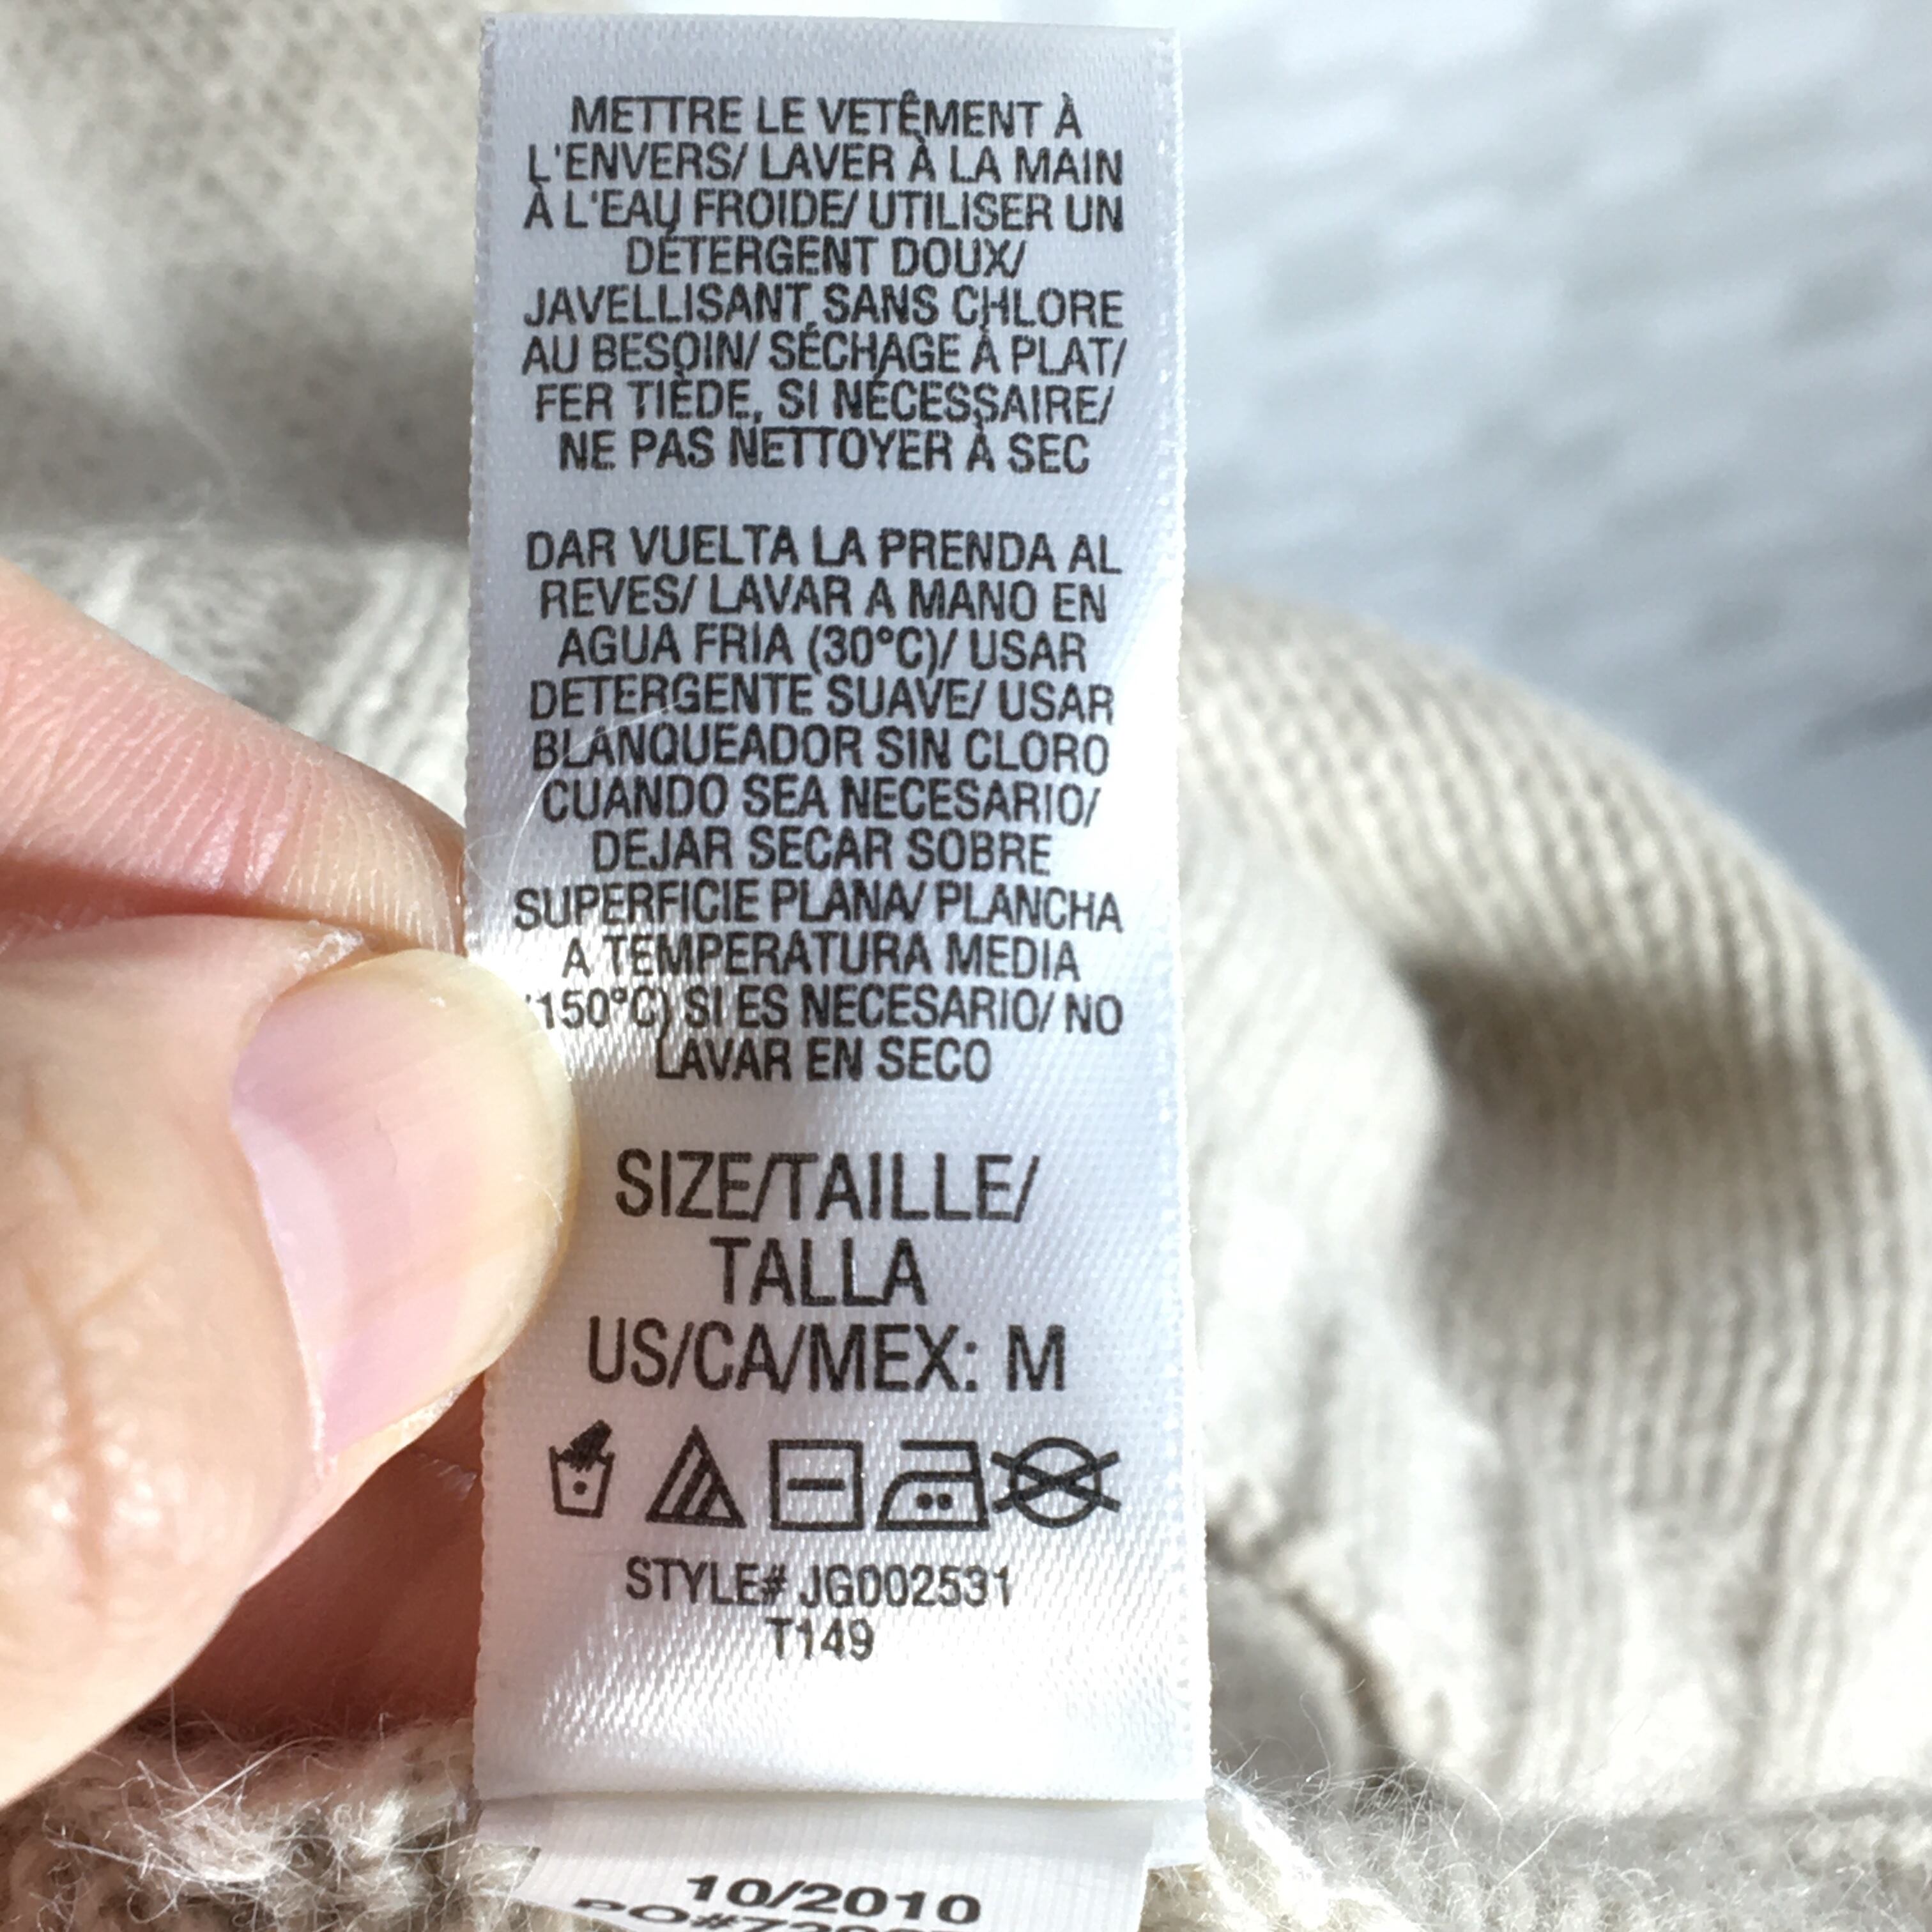 METTRE LE VETÊMENT À
L'ENVERS/ LAVER À LA MAIN
À L'EAU FROIDE/ UTILISER UN
DÉTERGENT DOUX/
JAVELLISANT SANS CHLORE
AU BESOIN/ SÉCHAGE À PLAT/
FER TIÈDE, SI NÉCESSAIRE/
NE PAS NETTOYER À SEC
DAR VUELTA LA PRENDA AL
REVES/ LAVAR A MANO EN
AGUA FRIA (30°C)/ USAR
DETERGENTE SUAVE/ USAR
BLANQUEADOR SIN CLORO
CUANDO SEA NECESARIO/
DEJAR SECAR SOBRE
SUPERFICIE PLANA/ PLANCHA
A TEMPERATURA MEDIA
(150°C) SI ES NECESARIO/ NO
LAVAR EN SECO
SIZE/TAILLE/
TALLA
US/CA/MEX: M
STYLE# JG002531
T149
10/2010